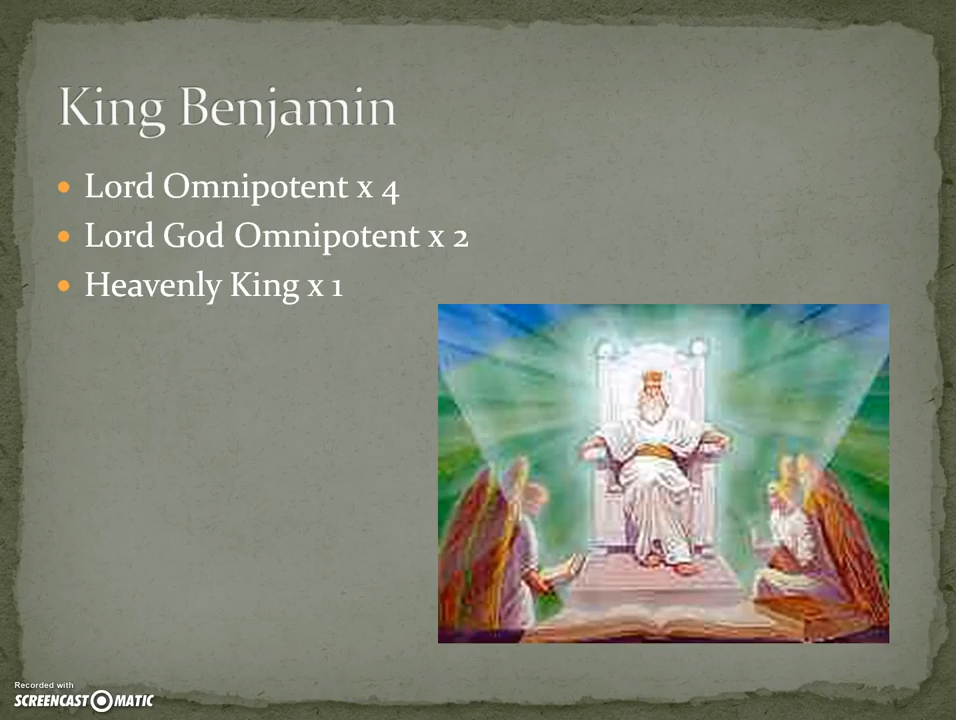 King Benjamin
Lord Omnipotent x 4
Lord God Omnipotent x 2
Heavenly King x 1
Recorded with
SCREENCAST MATIC